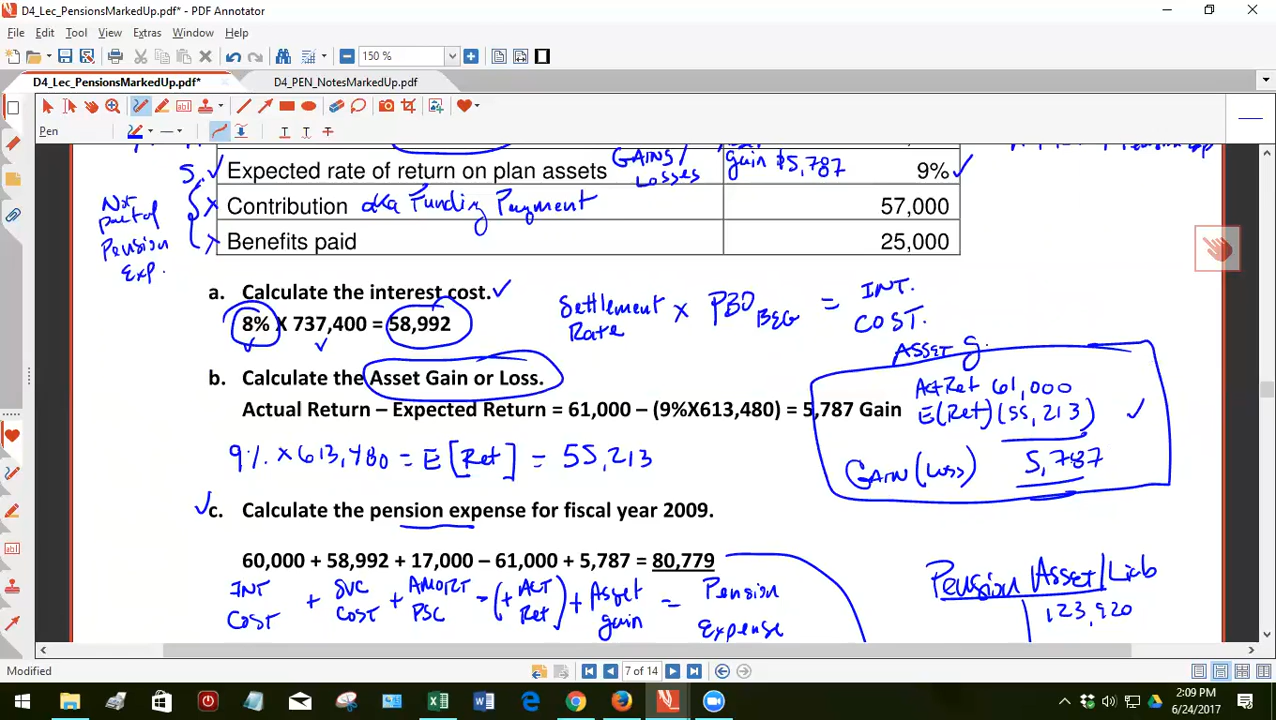 D4_Lec_PensionsMarkedUp.pdf* - PDF Annotator
File Edit Tool View Extras Window Help
150 %
D4_Lec_PensionsMarkedUp.pdf* D4_PEN_NotesMarkedUp.pdf
Pen
5. Expected rate of return on plan assets GAINS/ Losses gain $5,787 9%
Contribution aka Funding Payment 57,000
Benefits paid 25,000
Not part of Pension Exp.
a. Calculate the interest cost.
8% X 737,400 = 58,992
Settlement Rate x PBO BEG = INT. COST.
b. Calculate the Asset Gain or Loss.
Actual Return – Expected Return = 61,000 – (9%X613,480) = 5,787 Gain
ASSET g
Act Ret 61,000
E(Ret) (55,213)
GAIN (Loss) 5,787
9% x 613,480 = E[Ret] = 55,213
c. Calculate the pension expense for fiscal year 2009.
60,000 + 58,992 + 17,000 – 61,000 + 5,787 = 80,779
INT COST + SVC COST + AMORT PSC - (+ ACT Ret) + Asset gain = Pension Expense
Pension Asset/Liab
123,920
Modified 7 of 14
2:09 PM
6/24/2017